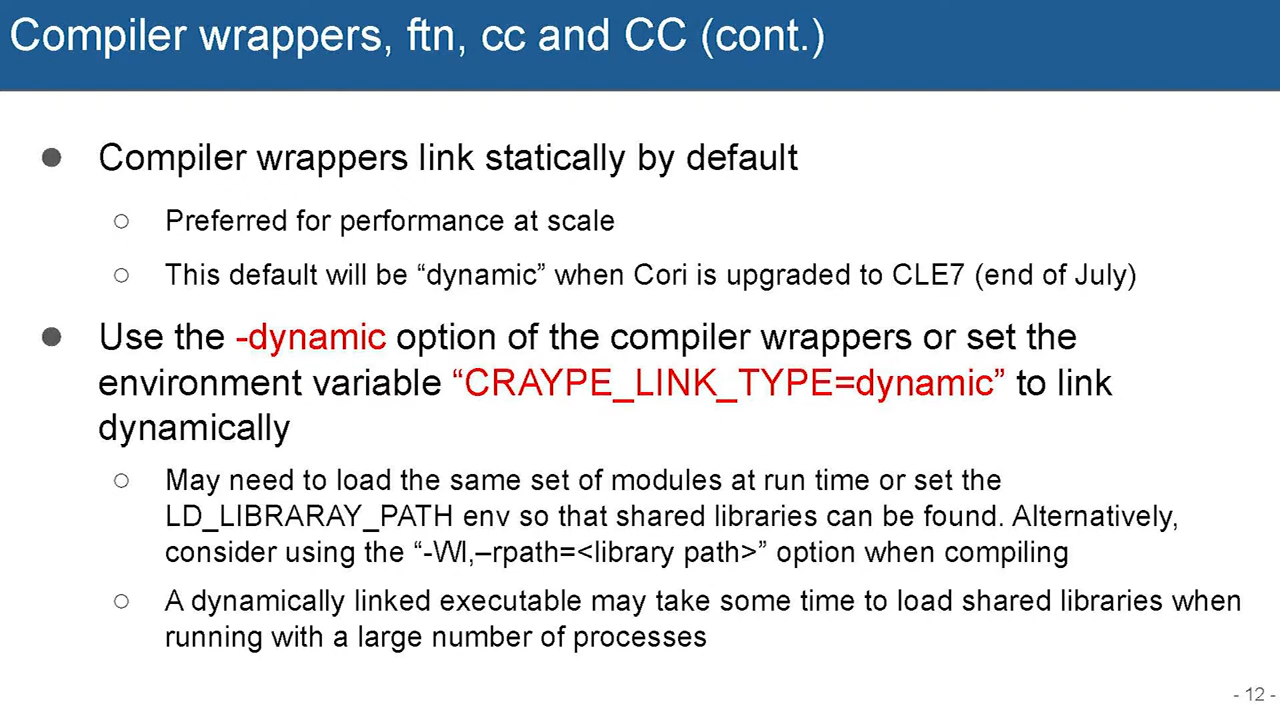 Compiler wrappers, ftn, cc and CC (cont.)
● Compiler wrappers link statically by default
○ Preferred for performance at scale
○ This default will be “dynamic” when Cori is upgraded to CLE7 (end of July)
● Use the -dynamic option of the compiler wrappers or set the
environment variable “CRAYPE_LINK_TYPE=dynamic” to link
dynamically
○ May need to load the same set of modules at run time or set the
LD_LIBRARAY_PATH env so that shared libraries can be found. Alternatively,
consider using the “-Wl,–rpath=<library path>” option when compiling
○ A dynamically linked executable may take some time to load shared libraries when
running with a large number of processes
- 12 -